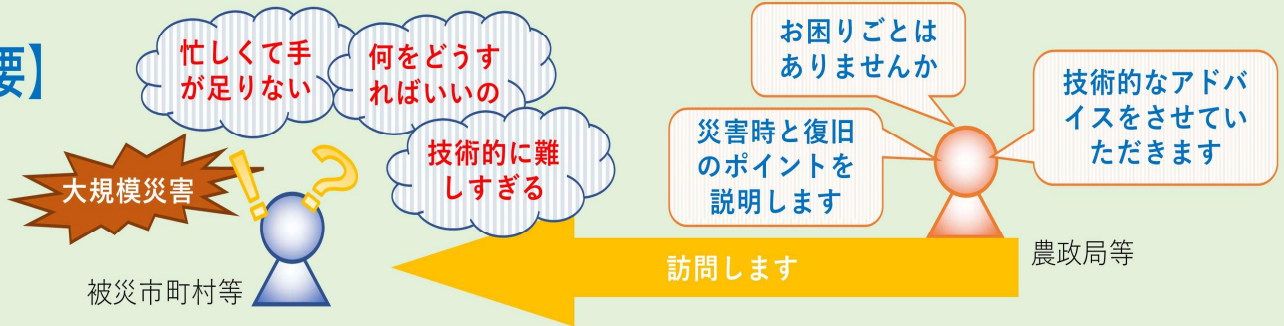 要】
忙しくて手
が足りない
何をどうす
ればいいの
技術的に難
しすぎる
大規模災害
被災市町村等
お困りごとは
ありませんか
災害時と復旧
のポイントを
説明します
技術的なアドバ
イスをさせてい
ただきます
訪問します
農政局等